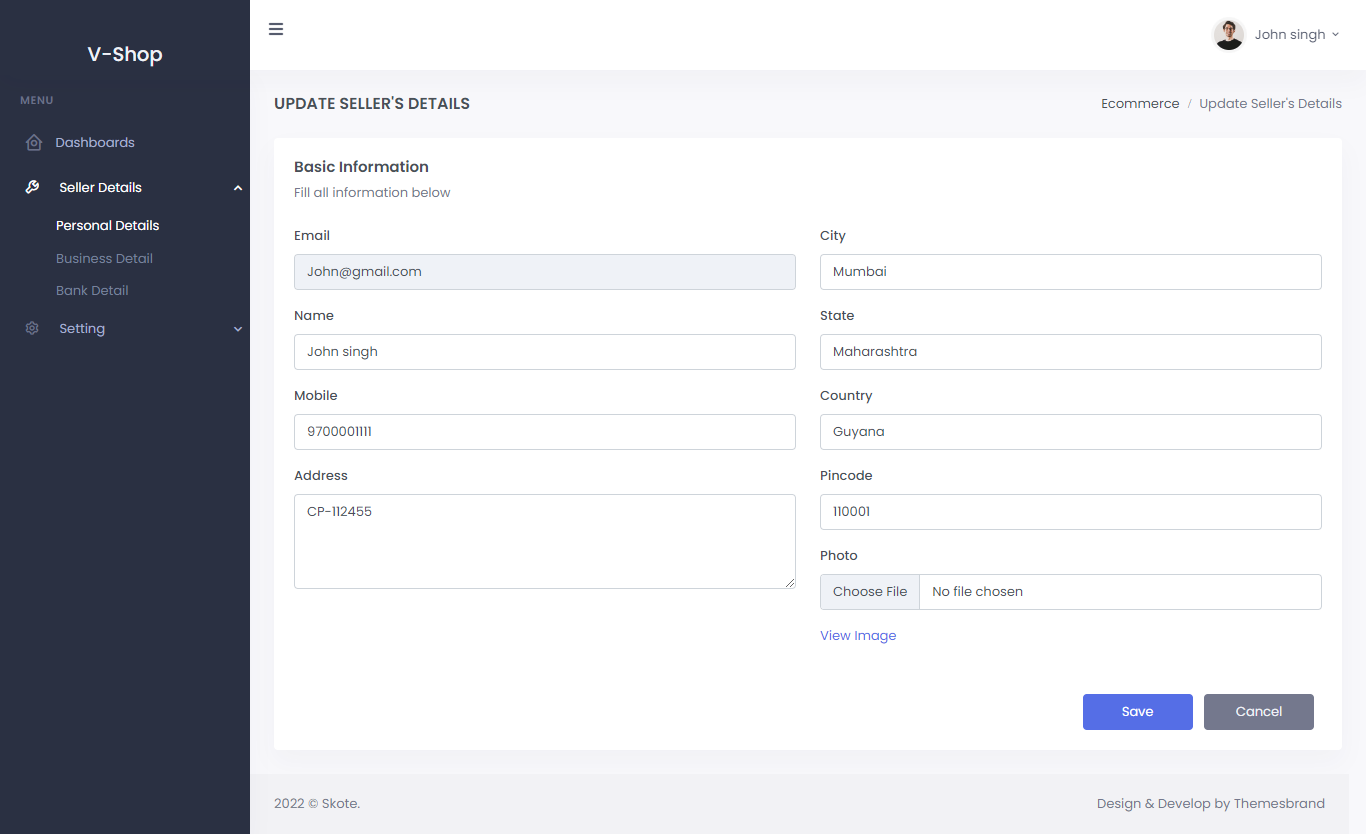 V-Shop
John singh
MENU
Dashboards
Seller Details
Personal Details
Business Detail
Bank Detail
Setting
UPDATE SELLER'S DETAILS
Ecommerce / Update Seller's Details
Basic Information
Fill all information below
Email
John@gmail.com
Name
John singh
Mobile
9700001111
Address
CP-112455
City
Mumbai
State
Maharashtra
Country
Guyana
Pincode
110001
Photo
Choose File No file chosen
View Image
Save Cancel
2022 © Skote.
Design & Develop by Themesbrand